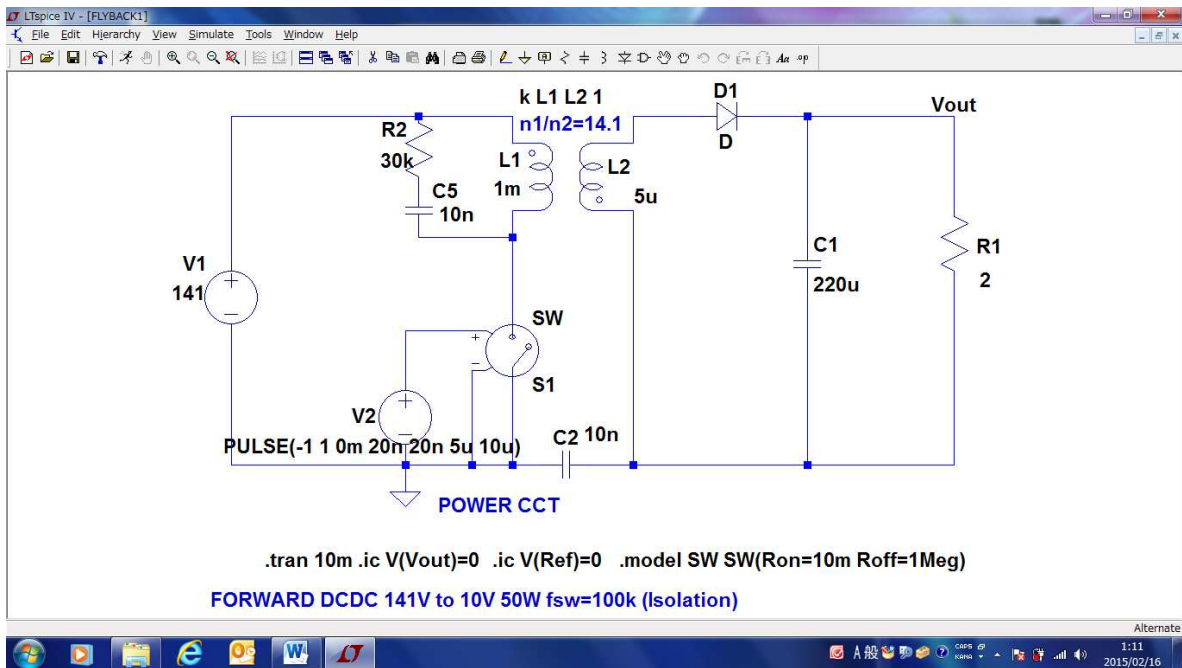 LTspice IV - [FLYBACK1]
File Edit Hierarchy View Simulate Tools Window Help
k L1 L2 1
n1/n2=14.1
D1
D
Vout
R2
30k
L1
1m
L2
5u
C5
10n
V1
141
C1
220u
R1
2
SW
S1
V2
PULSE(-1 1 0m 20n 20n 5u 10u)
C2 10n
POWER CCT
.tran 10m .ic V(Vout)=0 .ic V(Ref)=0 .model SW SW(Ron=10m Roff=1Meg)
FORWARD DCDC 141V to 10V 50W fsw=100k (Isolation)
Alternate
A 般 CAPS KANA
1:11
2015/02/16